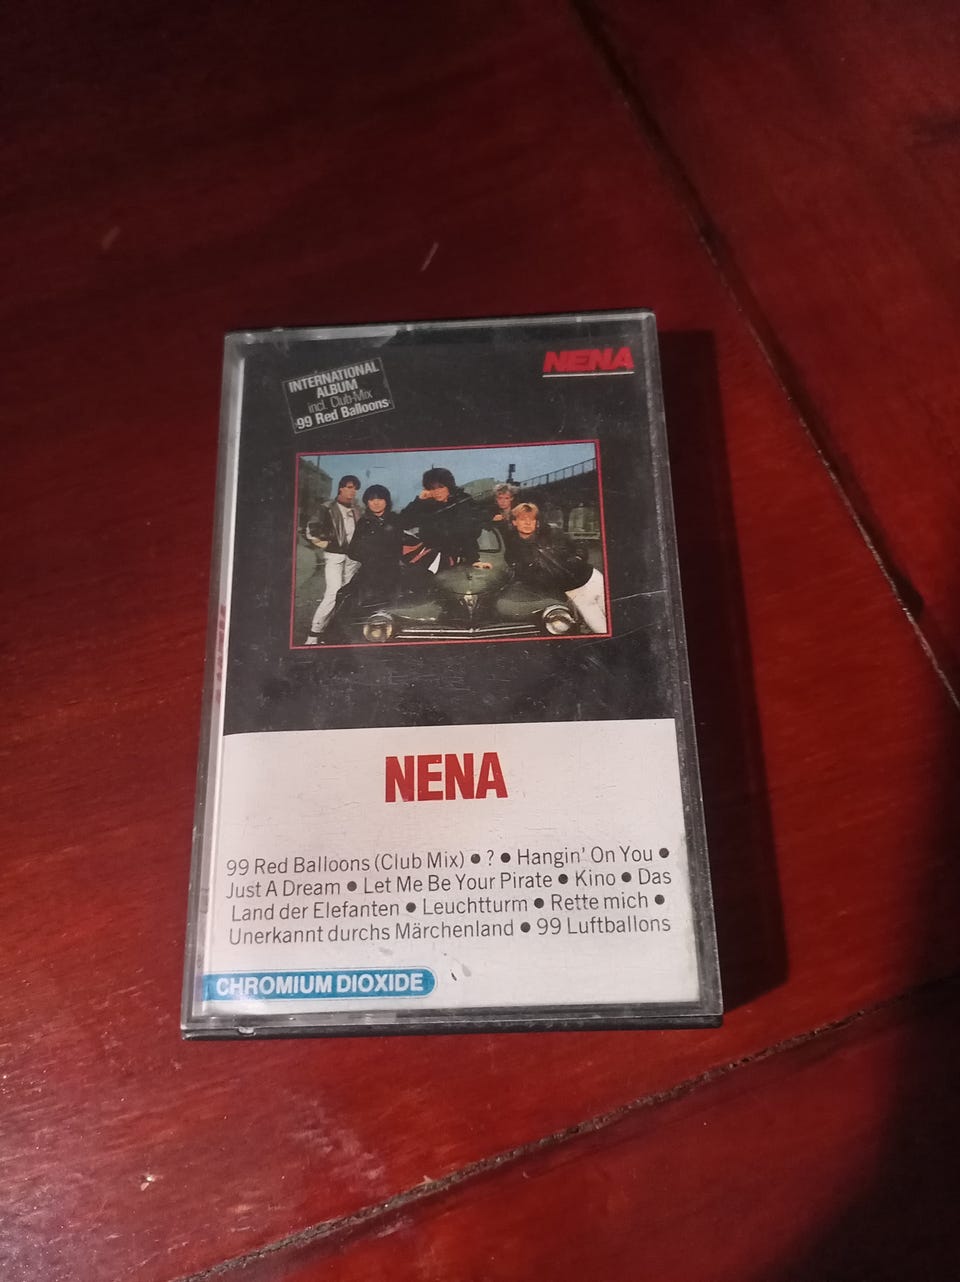 INTERNATIONAL
ALBUM
incl. Club-Mix
99 Red Balloons
NENA
NENA
99 Red Balloons (Club Mix) ● ? ● Hangin' On You ●
Just A Dream ● Let Me Be Your Pirate ● Kino ● Das
Land der Elefanten ● Leuchtturm ● Rette mich ●
Unerkannt durchs Märchenland ● 99 Luftballons
CHROMIUM DIOXIDE